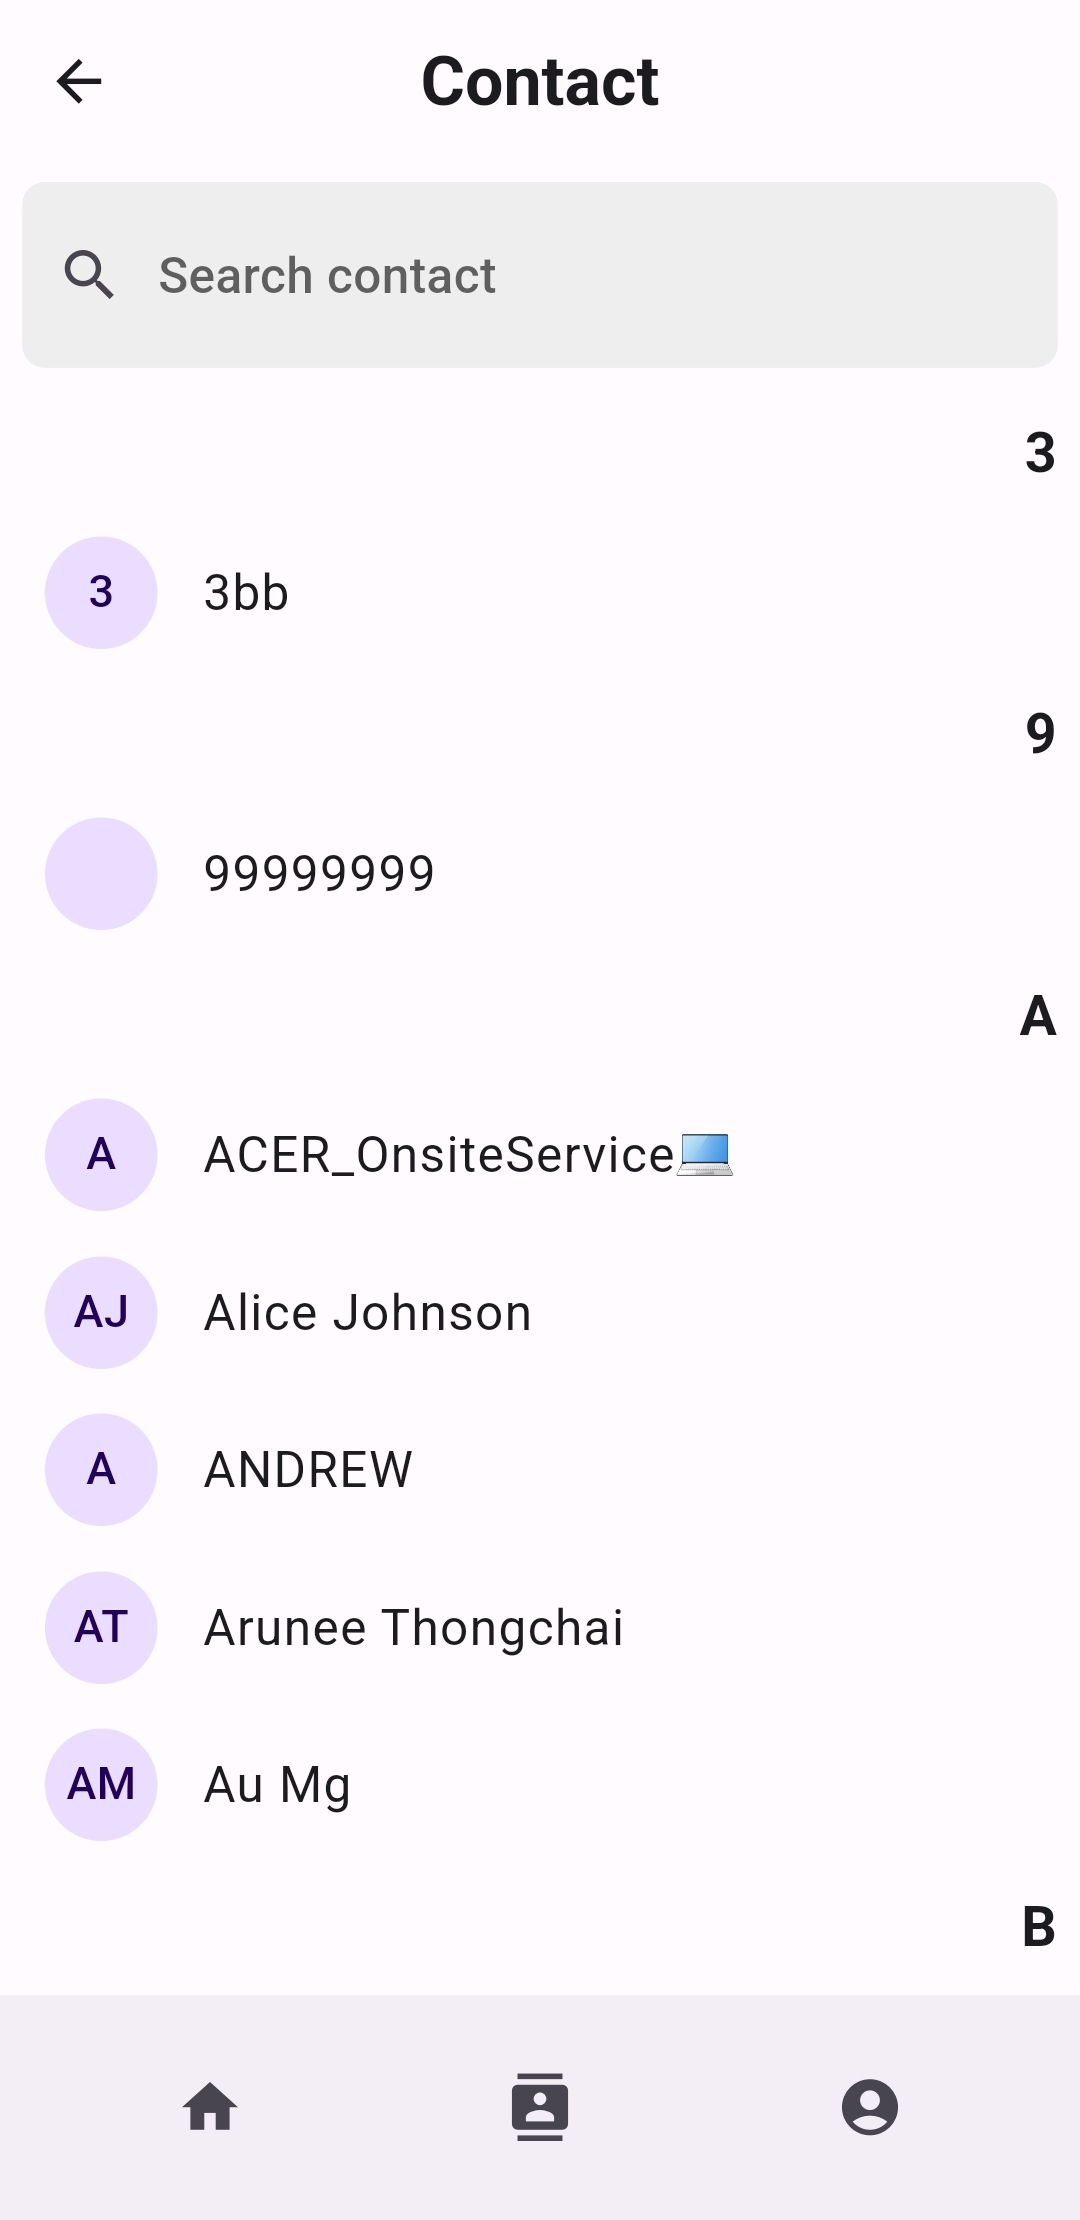 Contact
Search contact
3
3
3bb
9
99999999
A
A
ACER_OnsiteService💻
AJ
Alice Johnson
A
ANDREW
AT
Arunee Thongchai
AM
Au Mg
B